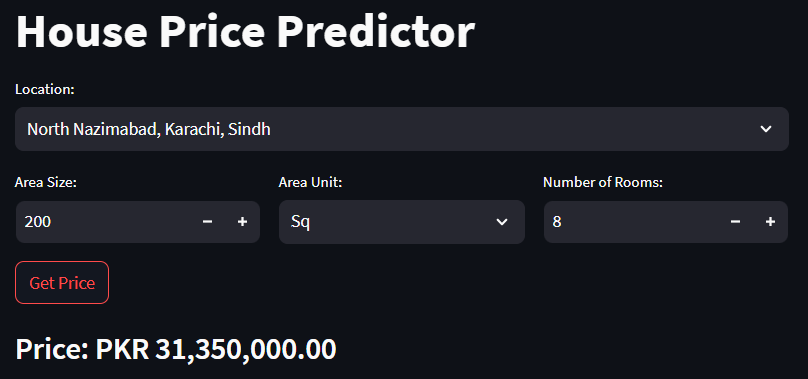 House Price Predictor
Location:
North Nazimabad, Karachi, Sindh
Area Size: Area Unit: Number of Rooms:
200 Sq 8
Get Price
Price: PKR 31,350,000.00